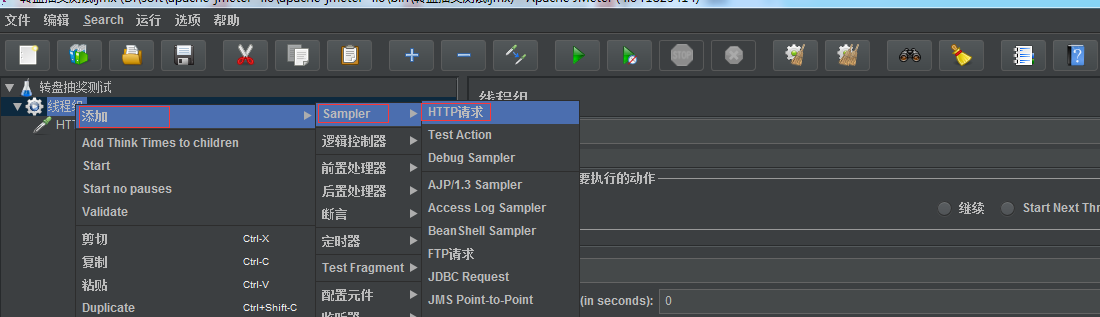 文件 编辑 Search 运行 选项 帮助
转盘抽奖测试
线程组
线程组
HT
添加
Add Think Times to children
Start
Start no pauses
Validate
剪切 Ctrl-X
复制 Ctrl-C
粘贴 Ctrl-V
Duplicate Ctrl+Shift-C
Sampler
逻辑控制器
前置处理器
后置处理器
断言
定时器
Test Fragment
配置元件
监听器
HTTP请求
Test Action
Debug Sampler
AJP/1.3 Sampler
Access Log Sampler
BeanShell Sampler
FTP请求
JDBC Request
JMS Point-to-Point
要执行的动作
继续 Start Next Thr
(in seconds): 0